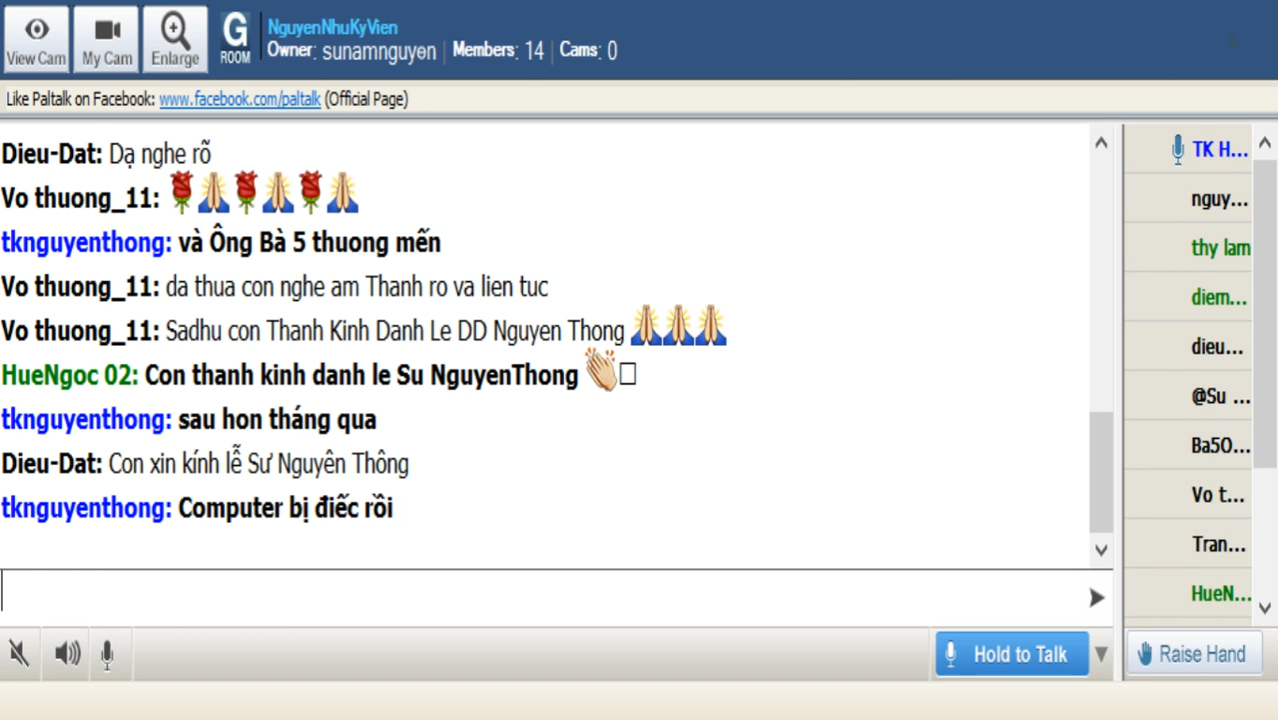 View Cam
My Cam
Enlarge
G
ROOM
NguyenNhuKyVien
Owner: sunamnguyen | Members: 14 | Cams: 0
Like Paltalk on Facebook: www.facebook.com/paltalk (Official Page)
Dieu-Dat: Dạ nghe rõ
Vo thuong_11:
tknguyenthong: và Ông Bà 5 thuong mến
Vo thuong_11: da thua con nghe am Thanh ro va lien tuc
Vo thuong_11: Sadhu con Thanh Kinh Danh Le DD Nguyen Thong
HueNgoc 02: Con thanh kinh danh le Su NguyenThong
tknguyenthong: sau hon tháng qua
Dieu-Dat: Con xin kính lễ Sư Nguyên Thông
tknguyenthong: Computer bị điếc rồi
TK H...
nguy...
thy lam
diem...
dieu...
@Su ...
Ba5O...
Vo t...
Tran...
HueN...
Hold to Talk
Raise Hand